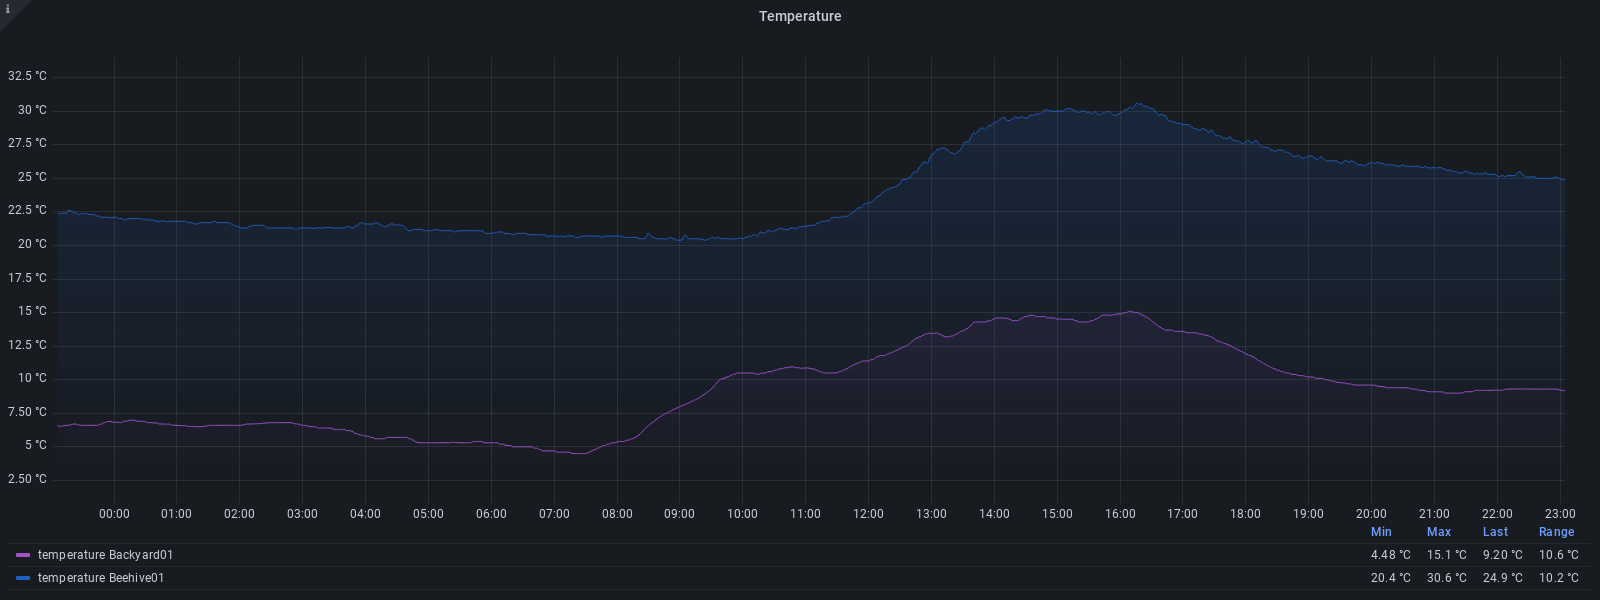 i
Temperature
32.5 °C
30 °C
27.5 °C
25 °C
22.5 °C
20 °C
17.5 °C
15 °C
12.5 °C
10 °C
7.50 °C
5 °C
2.50 °C
00:00 01:00 02:00 03:00 04:00 05:00 06:00 07:00 08:00 09:00 10:00 11:00 12:00 13:00 14:00 15:00 16:00 17:00 18:00 19:00 20:00 21:00 22:00 23:00
Min Max Last Range
temperature Backyard01 4.48 °C 15.1 °C 9.20 °C 10.6 °C
temperature Beehive01 20.4 °C 30.6 °C 24.9 °C 10.2 °C